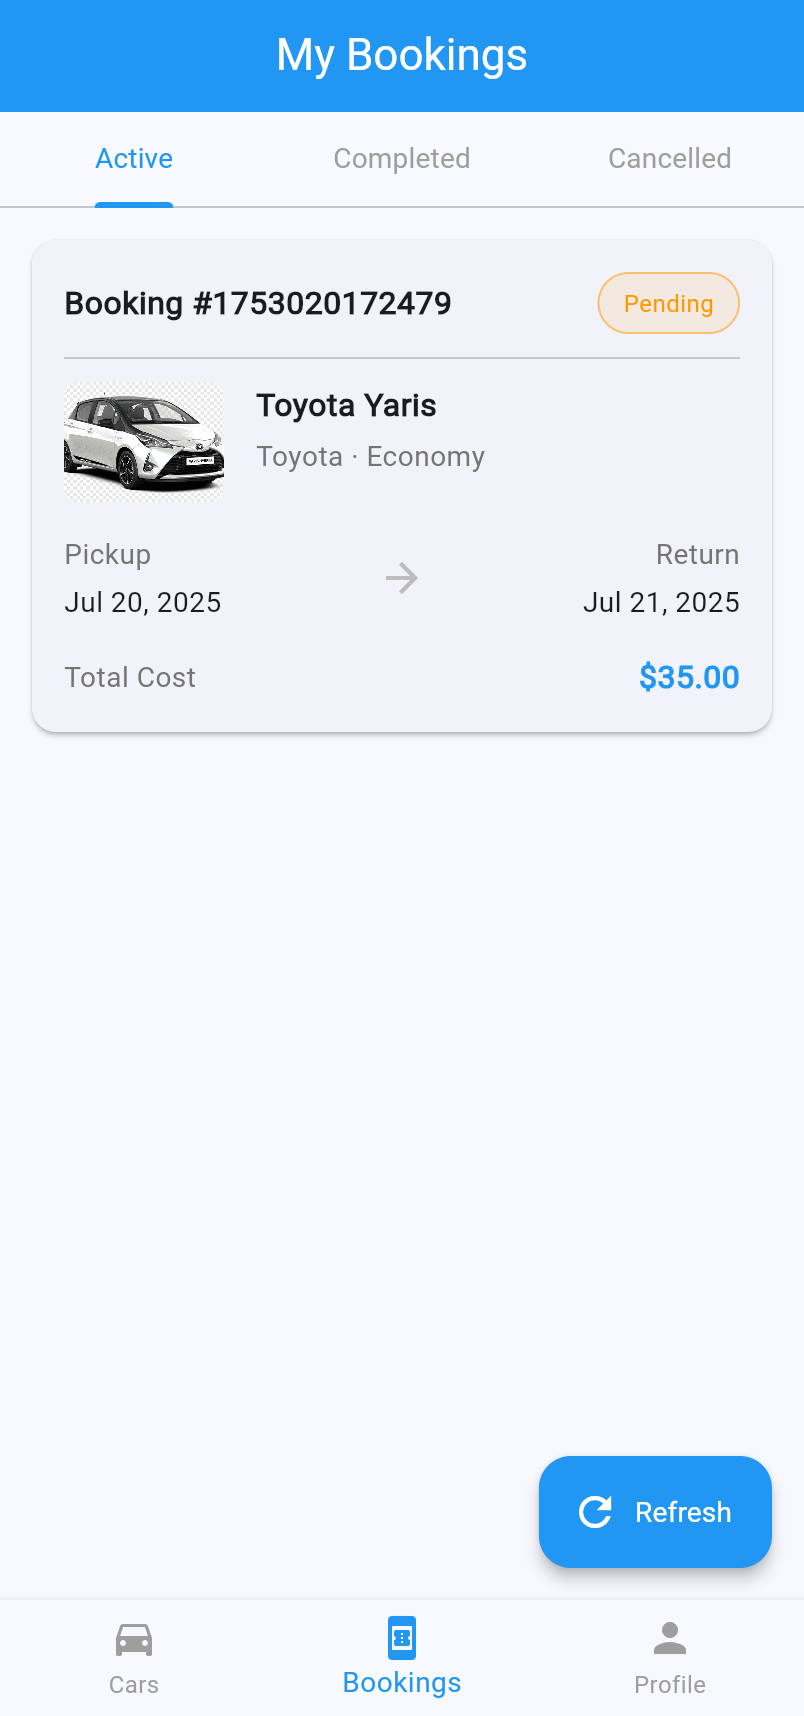 My Bookings
Active Completed Cancelled
Booking #1753020172479 Pending
Toyota Yaris
Toyota · Economy
Pickup Return
Jul 20, 2025 Jul 21, 2025
Total Cost $35.00
Refresh
Cars Bookings Profile